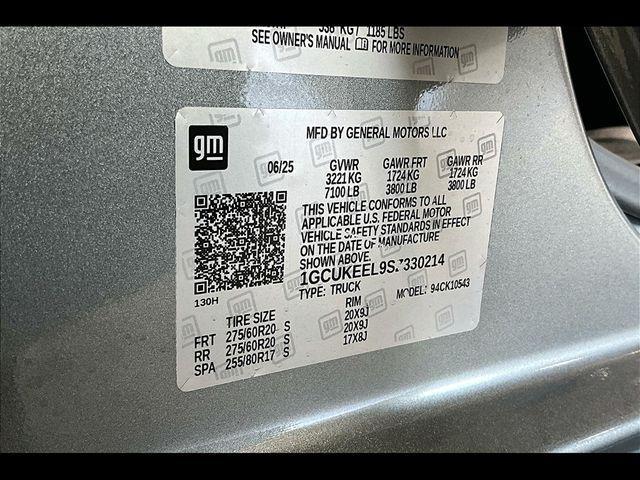 538 KG / 1185 LBS
SEE OWNER'S MANUAL FOR MORE INFORMATION
gm
MFD BY GENERAL MOTORS LLC
06/25 GVWR GAWR FRT GAWR RR
3221 KG 1724 KG 1724 KG
7100 LB 3800 LB 3800 LB
THIS VEHICLE CONFORMS TO ALL
APPLICABLE U.S. FEDERAL MOTOR
VEHICLE SAFETY STANDARDS IN EFFECT
ON THE DATE OF MANUFACTURE
SHOWN ABOVE.
130H
TYPE: TRUCK MODEL: 94CK10543
TIRE SIZE RIM
FRT 275/60R20 S 20X9J
RR 275/60R20 S 20X9J
SPA 255/80R17 S 17X8J